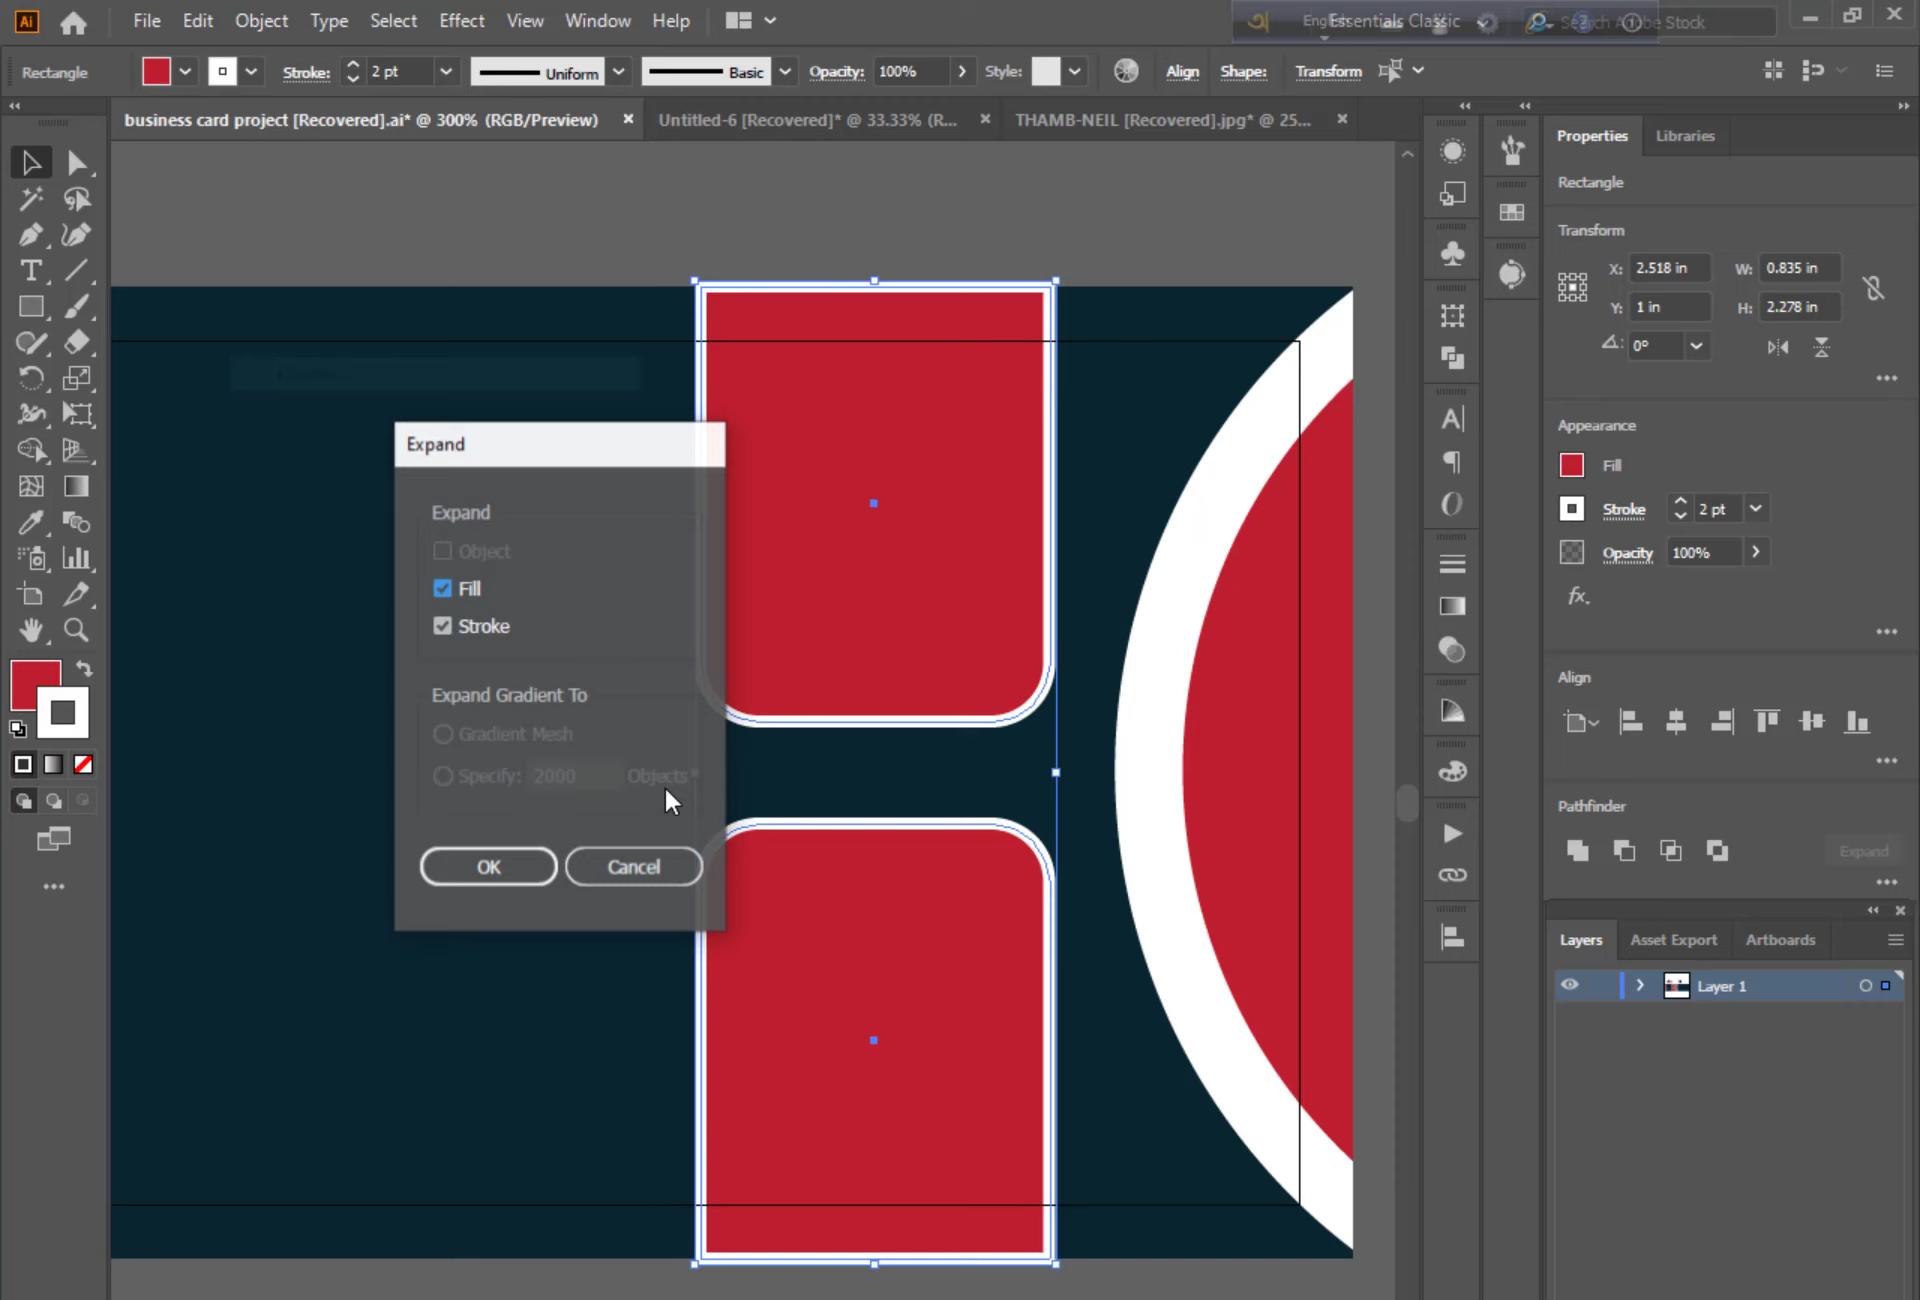 Ai File Edit Object Type Select Effect View Window Help
Essentials Classic
Search Adobe Stock
Rectangle Stroke: 2 pt Uniform Basic Opacity: 100% Style: Align Shape: Transform
business card project [Recovered].ai* @ 300% (RGB/Preview)
Untitled-6 [Recovered]* @ 33.33% (R...
THAMB-NEIL [Recovered].jpg* @ 25...
Expand
Expand
Object
Fill
Stroke
Expand Gradient To
Gradient Mesh
Specify: 2000 Objects
OK Cancel
Properties Libraries
Rectangle
Transform
X: 2.518 in W: 0.835 in
Y: 1 in H: 2.278 in
0°
Appearance
Fill
Stroke 2 pt
Opacity 100%
fx.
Align
Pathfinder
Expand
Layers Asset Export Artboards
Layer 1